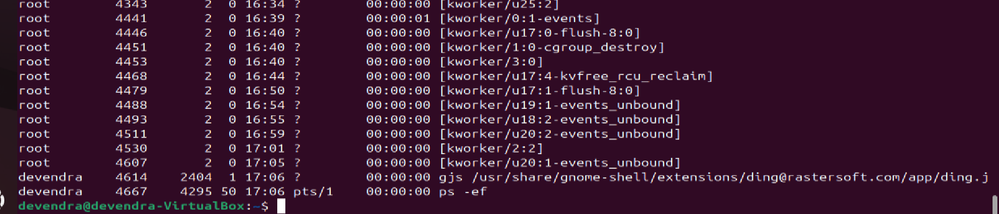 root        4343       2  0 16:34 ?        00:00:00 [kworker/u25:2]
root        4441       2  0 16:39 ?        00:00:01 [kworker/0:1-events]
root        4446       2  0 16:40 ?        00:00:00 [kworker/u17:0-flush-8:0]
root        4451       2  0 16:40 ?        00:00:00 [kworker/1:0-cgroup_destroy]
root        4453       2  0 16:40 ?        00:00:00 [kworker/3:0]
root        4468       2  0 16:44 ?        00:00:00 [kworker/u17:4-kvfree_rcu_reclaim]
root        4479       2  0 16:50 ?        00:00:00 [kworker/u17:1-flush-8:0]
root        4488       2  0 16:54 ?        00:00:00 [kworker/u19:1-events_unbound]
root        4493       2  0 16:55 ?        00:00:00 [kworker/u18:2-events_unbound]
root        4511       2  0 16:59 ?        00:00:00 [kworker/u20:2-events_unbound]
root        4530       2  0 17:01 ?        00:00:00 [kworker/2:2]
root        4607       2  0 17:05 ?        00:00:00 [kworker/u20:1-events_unbound]
devendra    4614    2404  1 17:06 ?        00:00:00 gjs /usr/share/gnome-shell/extensions/ding@rastersoft.com/app/ding.j
devendra    4667    4295 50 17:06 pts/1    00:00:00 ps -ef
devendra@devendra-VirtualBox:~$